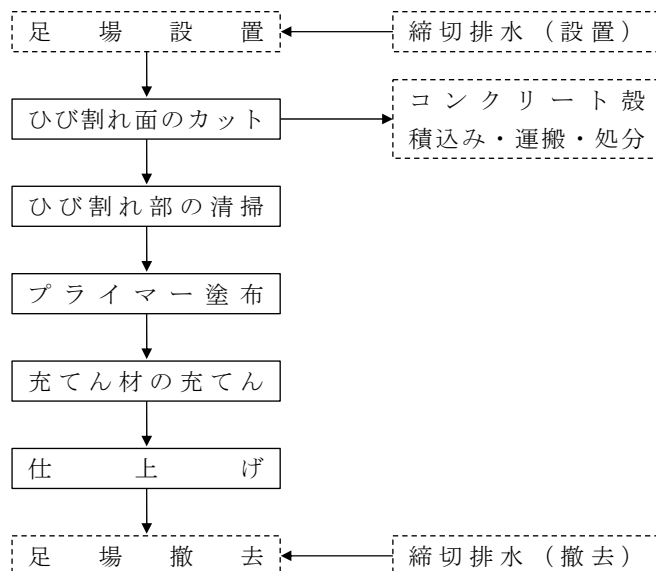 足場設置
締切排水（設置）
ひび割れ面のカット
コンクリート殻
積込み・運搬・処分
ひび割れ部の清掃
プライマー塗布
充てん材の充てん
仕上げ
足場撤去
締切排水（撤去）